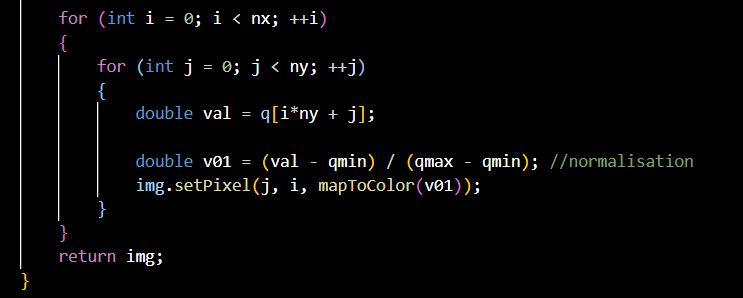 for (int i = 0; i < nx; ++i)
{
for (int j = 0; j < ny; ++j)
{
double val = q[i*ny + j];
double v01 = (val - qmin) / (qmax - qmin); //normalisation
img.setPixel(j, i, mapToColor(v01));
}
}
return img;
}